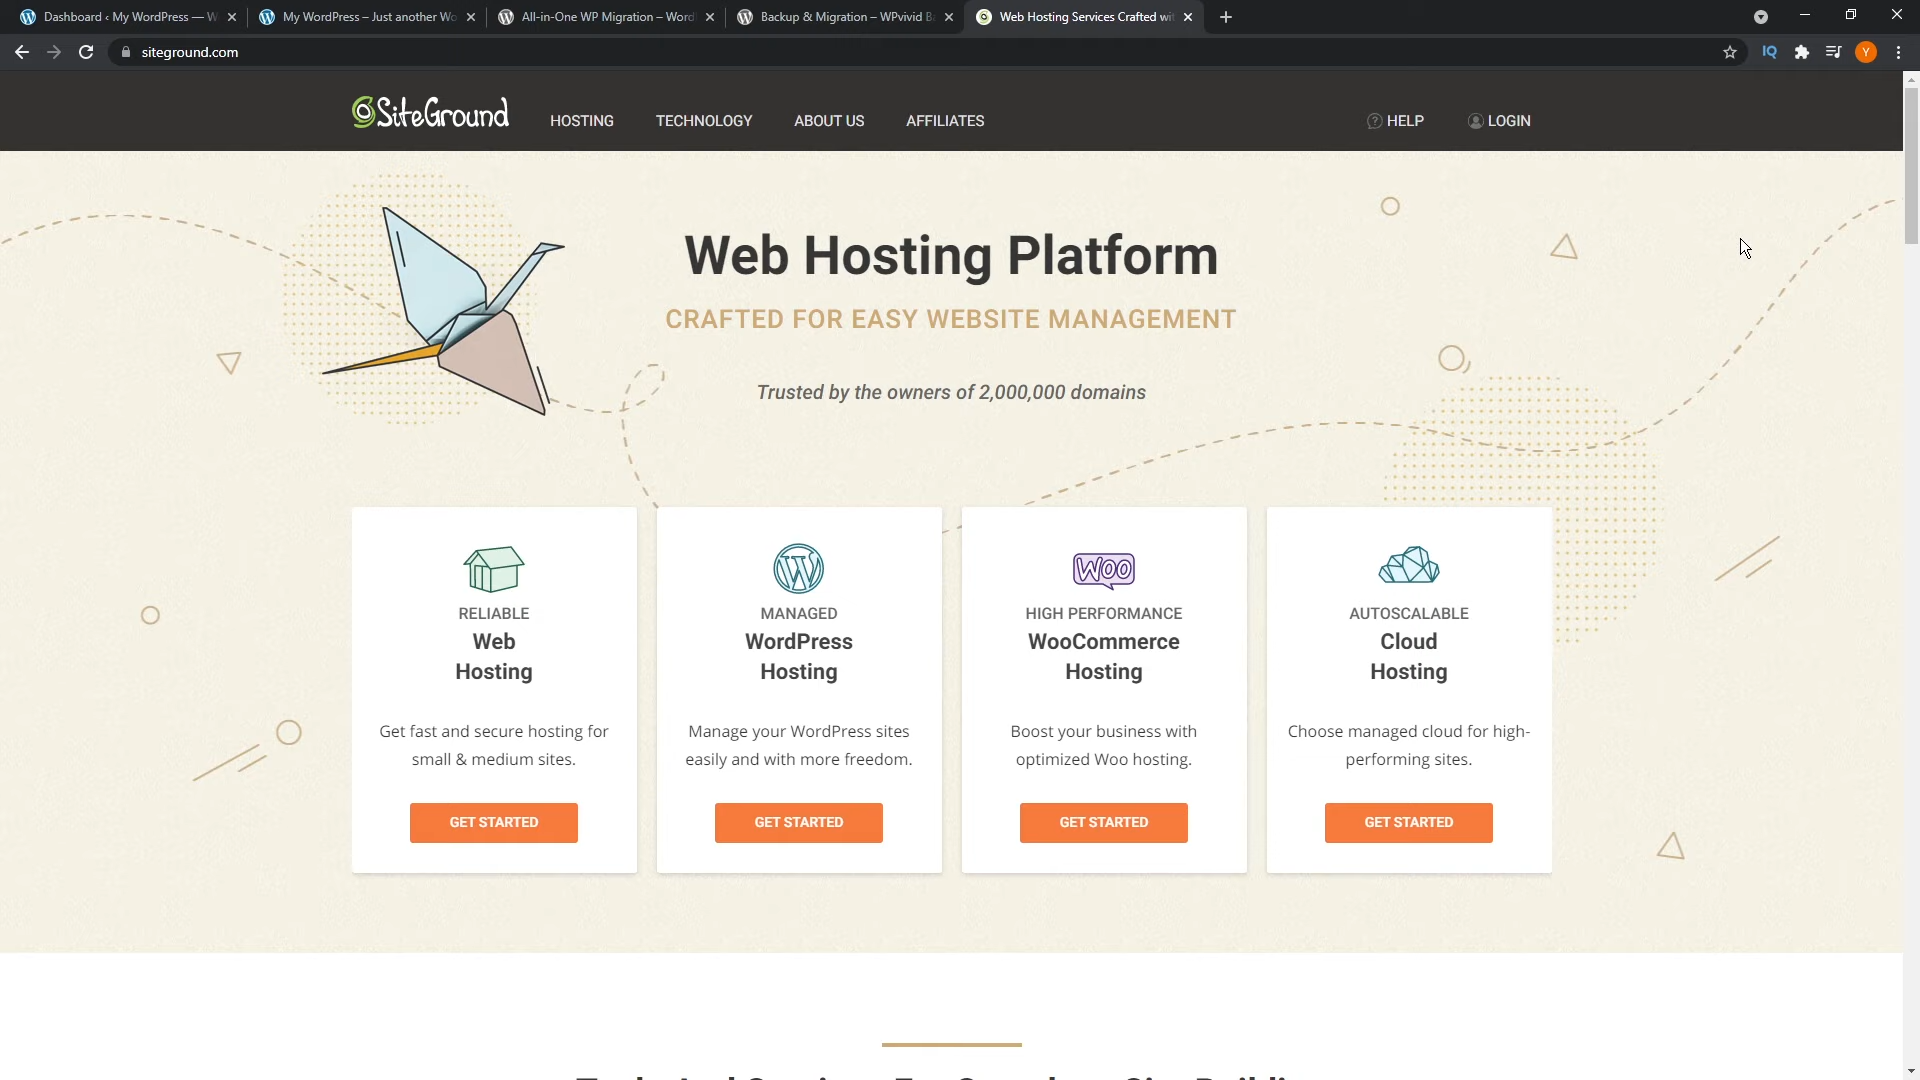 Dashboard ‹ My WordPress — W
My WordPress – Just another Wo
All-in-One WP Migration – Word
Backup & Migration – WPvivid B
Web Hosting Services Crafted wit
siteground.com
IQ
Y
SiteGround
HOSTING
TECHNOLOGY
ABOUT US
AFFILIATES
? HELP
LOGIN
Web Hosting Platform
CRAFTED FOR EASY WEBSITE MANAGEMENT
Trusted by the owners of 2,000,000 domains
RELIABLE
Web
Hosting
Get fast and secure hosting for
small & medium sites.
GET STARTED
MANAGED
WordPress
Hosting
Manage your WordPress sites
easily and with more freedom.
GET STARTED
WOO
HIGH PERFORMANCE
WooCommerce
Hosting
Boost your business with
optimized Woo hosting.
GET STARTED
AUTOSCALABLE
Cloud
Hosting
Choose managed cloud for high-
performing sites.
GET STARTED